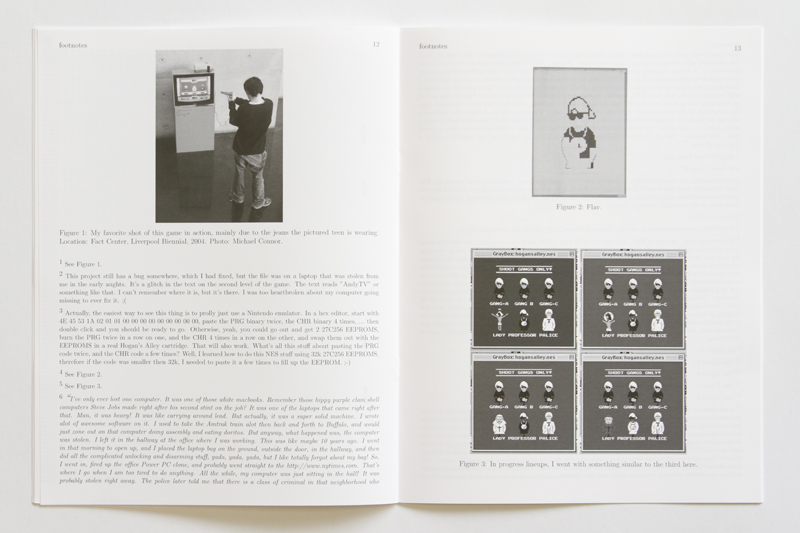 footnotes 12
Figure 1: My favorite shot of this game in action, mainly due to the jeans the pictured teen is wearing.
Location: Fact Center, Liverpool Biennial, 2004. Photo: Michael Connor.
1 See Figure 1.
2 This project still has a bug somewhere, which I had fixed, but the file was on a laptop that was stolen from
me in the early aughts. It's a glitch in the text on the second level of the game. The text reads "AndyTV" or
something like that. I can't remember where it is, but it's there, I was too heartbroken about my computer going
missing to ever fix it. :(
3 Actually, the easiest way to see this thing is to prolly just use a Nintendo emulator. In a hex editor, start with
4E 45 53 1A 02 01 01 00 00 00 00 00 00 00 00 00, paste the PRG binary twice, the CHR binary 4 times, ... then
double click and you should be ready to go. Otherwise, yeah, you could go out and get 2 27C256 EEPROMS,
burn the PRG twice in a row on one, and the CHR 4 times in a row on the other, and swap them out with the
EEPROMS in a real Hogan's Alley cartridge. That will also work. What's all this stuff about pasting the PRG
code twice, and the CHR code a few times? Well, I learned how to do this NES stuff using 32k 27C256 EEPROMS,
therefore if the code was smaller then 32k, I needed to paste it a few times to fill up the EEPROM. ;-)
4 See Figure 2.
5 See Figure 3.
6 "I've only ever lost one computer. It was one of those white macbooks. Remember those hippy purple clam shell
computers Steve Jobs made right after his second stint on the job? It was one of the laptops that came right after
that. Man, it was heavy! It was like carrying around lead. But actually, it was a super solid machine. I wrote
alot of awesome software on it. I used to take the Amtrak train alot then back and forth to Buffalo, and would
just zone out on that computer doing assembly and eating doritos. But anyway, what happened was, the computer
was stolen. I left it in the hallway at the office where I was working. This was like maybe 10 years ago. I went
in that morning to open up, and I placed the laptop bag on the ground, outside the door, in the hallway, and then
did all the complicated unlocking and disarming stuff, yada, yada, yada, but I like totally forgot about my bag! So,
I went in, fired up the office Power PC clone, and probably went straight to the http://www.nytimes.com. That's
where I go when I am too tired to do anything. All the while, my computer was just sitting in the hall! It was
probably stolen right away. The police later told me that there is a class of criminal in that neighborhood who
footnotes 13
Figure 2: Flav.
GrayBox: hogansalley.nes
SHOOT GANGS ONLY!
GANG-A GANG B GANG-C
LADY PROFESSOR POLICE
GrayBox: hogansalley.nes
SHOOT GANGS ONLY!
GANG-A GANG B GANG-C
LADY PROFESSOR POLICE
GrayBox: hogansalley.nes
SHOOT GANGS ONLY!
GANG-A GANG B GANG-C
LADY PROFESSOR POLICE
GrayBox: hogansalley.nes
SHOOT GANGS ONLY!
GANG-A GANG B GANG-C
LADY PROFESSOR POLICE
Figure 3: In progress lineups, I went with something similar to the third here.